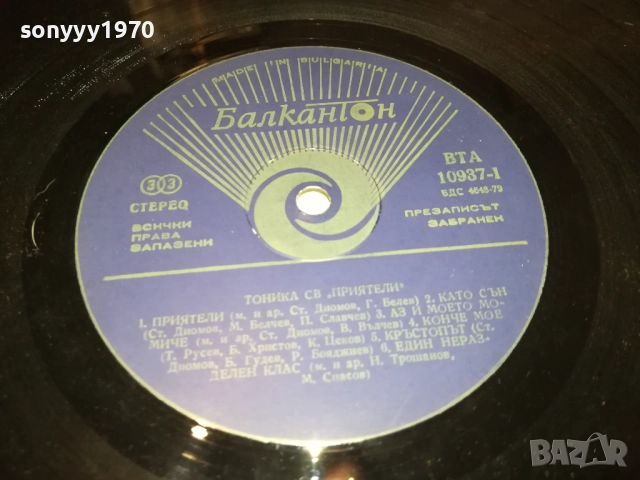 sonyyy1970
MADE IN BULGARIA
Балкантон
ВТА
10937-1
БДС 4648-79
33
СТЕРЕО
ВСИЧКИ
ПРАВА
ЗАПАЗЕНИ
ПРЕЗАПИСЪТ
ЗАБРАНЕН
ТОНИКА СВ „ПРИЯТЕЛИ"
1. ПРИЯТЕЛИ (м. и ар. Ст. Диомов, Г. Белев) 2. КАТО СЪН
(Ст. Диомов, М. Белчев, П. Славчев) 3. АЗ И МОЕТО МО-
МИЧЕ (м. и ар. Ст. Диомов, В. Вълчев) 4. КОНЧЕ МОЕ
(Т. Русев, Б. Христов, К. Цеков) 5. КРЪСТОПЪТ (Ст.
Диомов, Б. Гудев, Р. Бояджиев) 6. ЕДИН НЕРАЗ-
ДЕЛЕН КЛАС (м. и ар. Н. Трошанов,
М. Спасов)
BAZAR